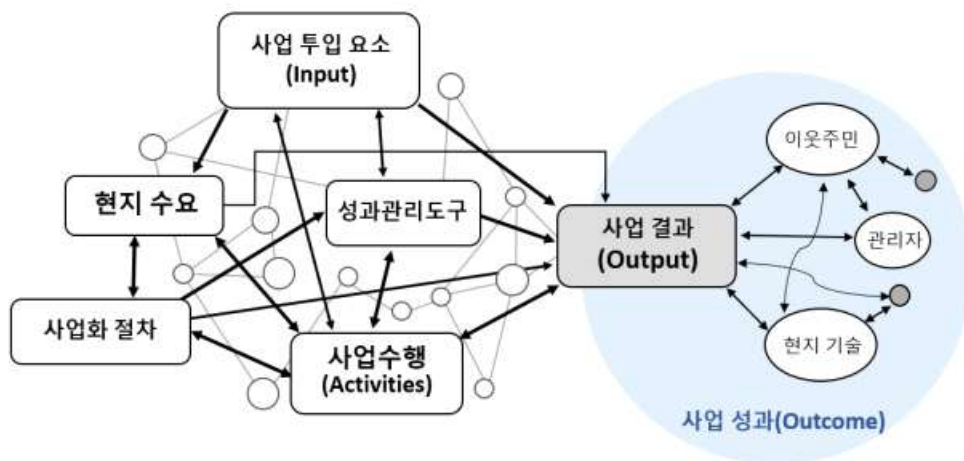 사업 투입 요소
(Input)
현지 수요
성과관리도구
사업화 절차
사업수행
(Activities)
사업 결과
(Output)
이웃주민
관리자
현지 기술
사업 성과(Outcome)